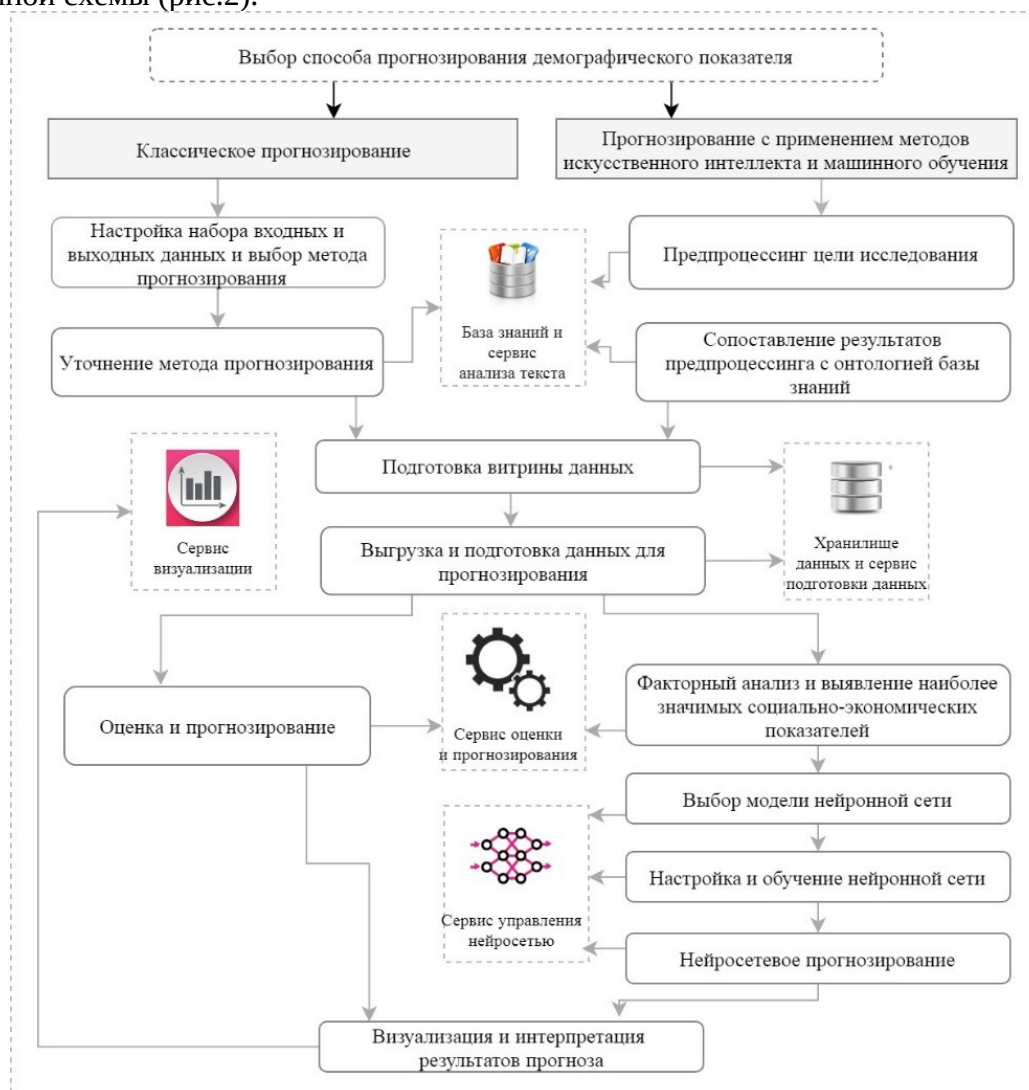 ной схемы (рис.2).
Выбор способа прогнозирования демографического показателя
Классическое прогнозирование
Прогнозирование с применением методов
искусственного интеллекта и машинного обучения
Настройка набора входных и
выходных данных и выбор метода
прогнозирования
Предпроцессинг цели исследования
База знаний и
сервис
анализа текста
Уточнение метода прогнозирования
Сопоставление результатов
предпроцессинга с онтологией базы
знаний
Подготовка витрины данных
Сервис
визуализации
Хранилище
данных и сервис
подготовки данных
Выгрузка и подготовка данных для
прогнозирования
Оценка и прогнозирование
Сервис оценки
и прогнозирования
Факторный анализ и выявление наиболее
значимых социально-экономических
показателей
Выбор модели нейронной сети
Настройка и обучение нейронной сети
Сервис управления
нейросетью
Нейросетевое прогнозирование
Визуализация и интерпретация
результатов прогноза